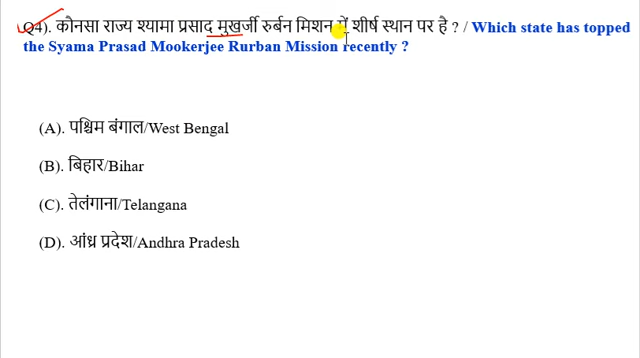 Q4). कौनसा राज्य श्यामा प्रसाद मुखर्जी रुर्बन मिशन में शीर्ष स्थान पर है ? / Which state has topped
the Syama Prasad Mookerjee Rurban Mission recently ?
(A). पश्चिम बंगाल/West Bengal
(B). बिहार/Bihar
(C). तेलंगाना/Telangana
(D). आंध्र प्रदेश/Andhra Pradesh